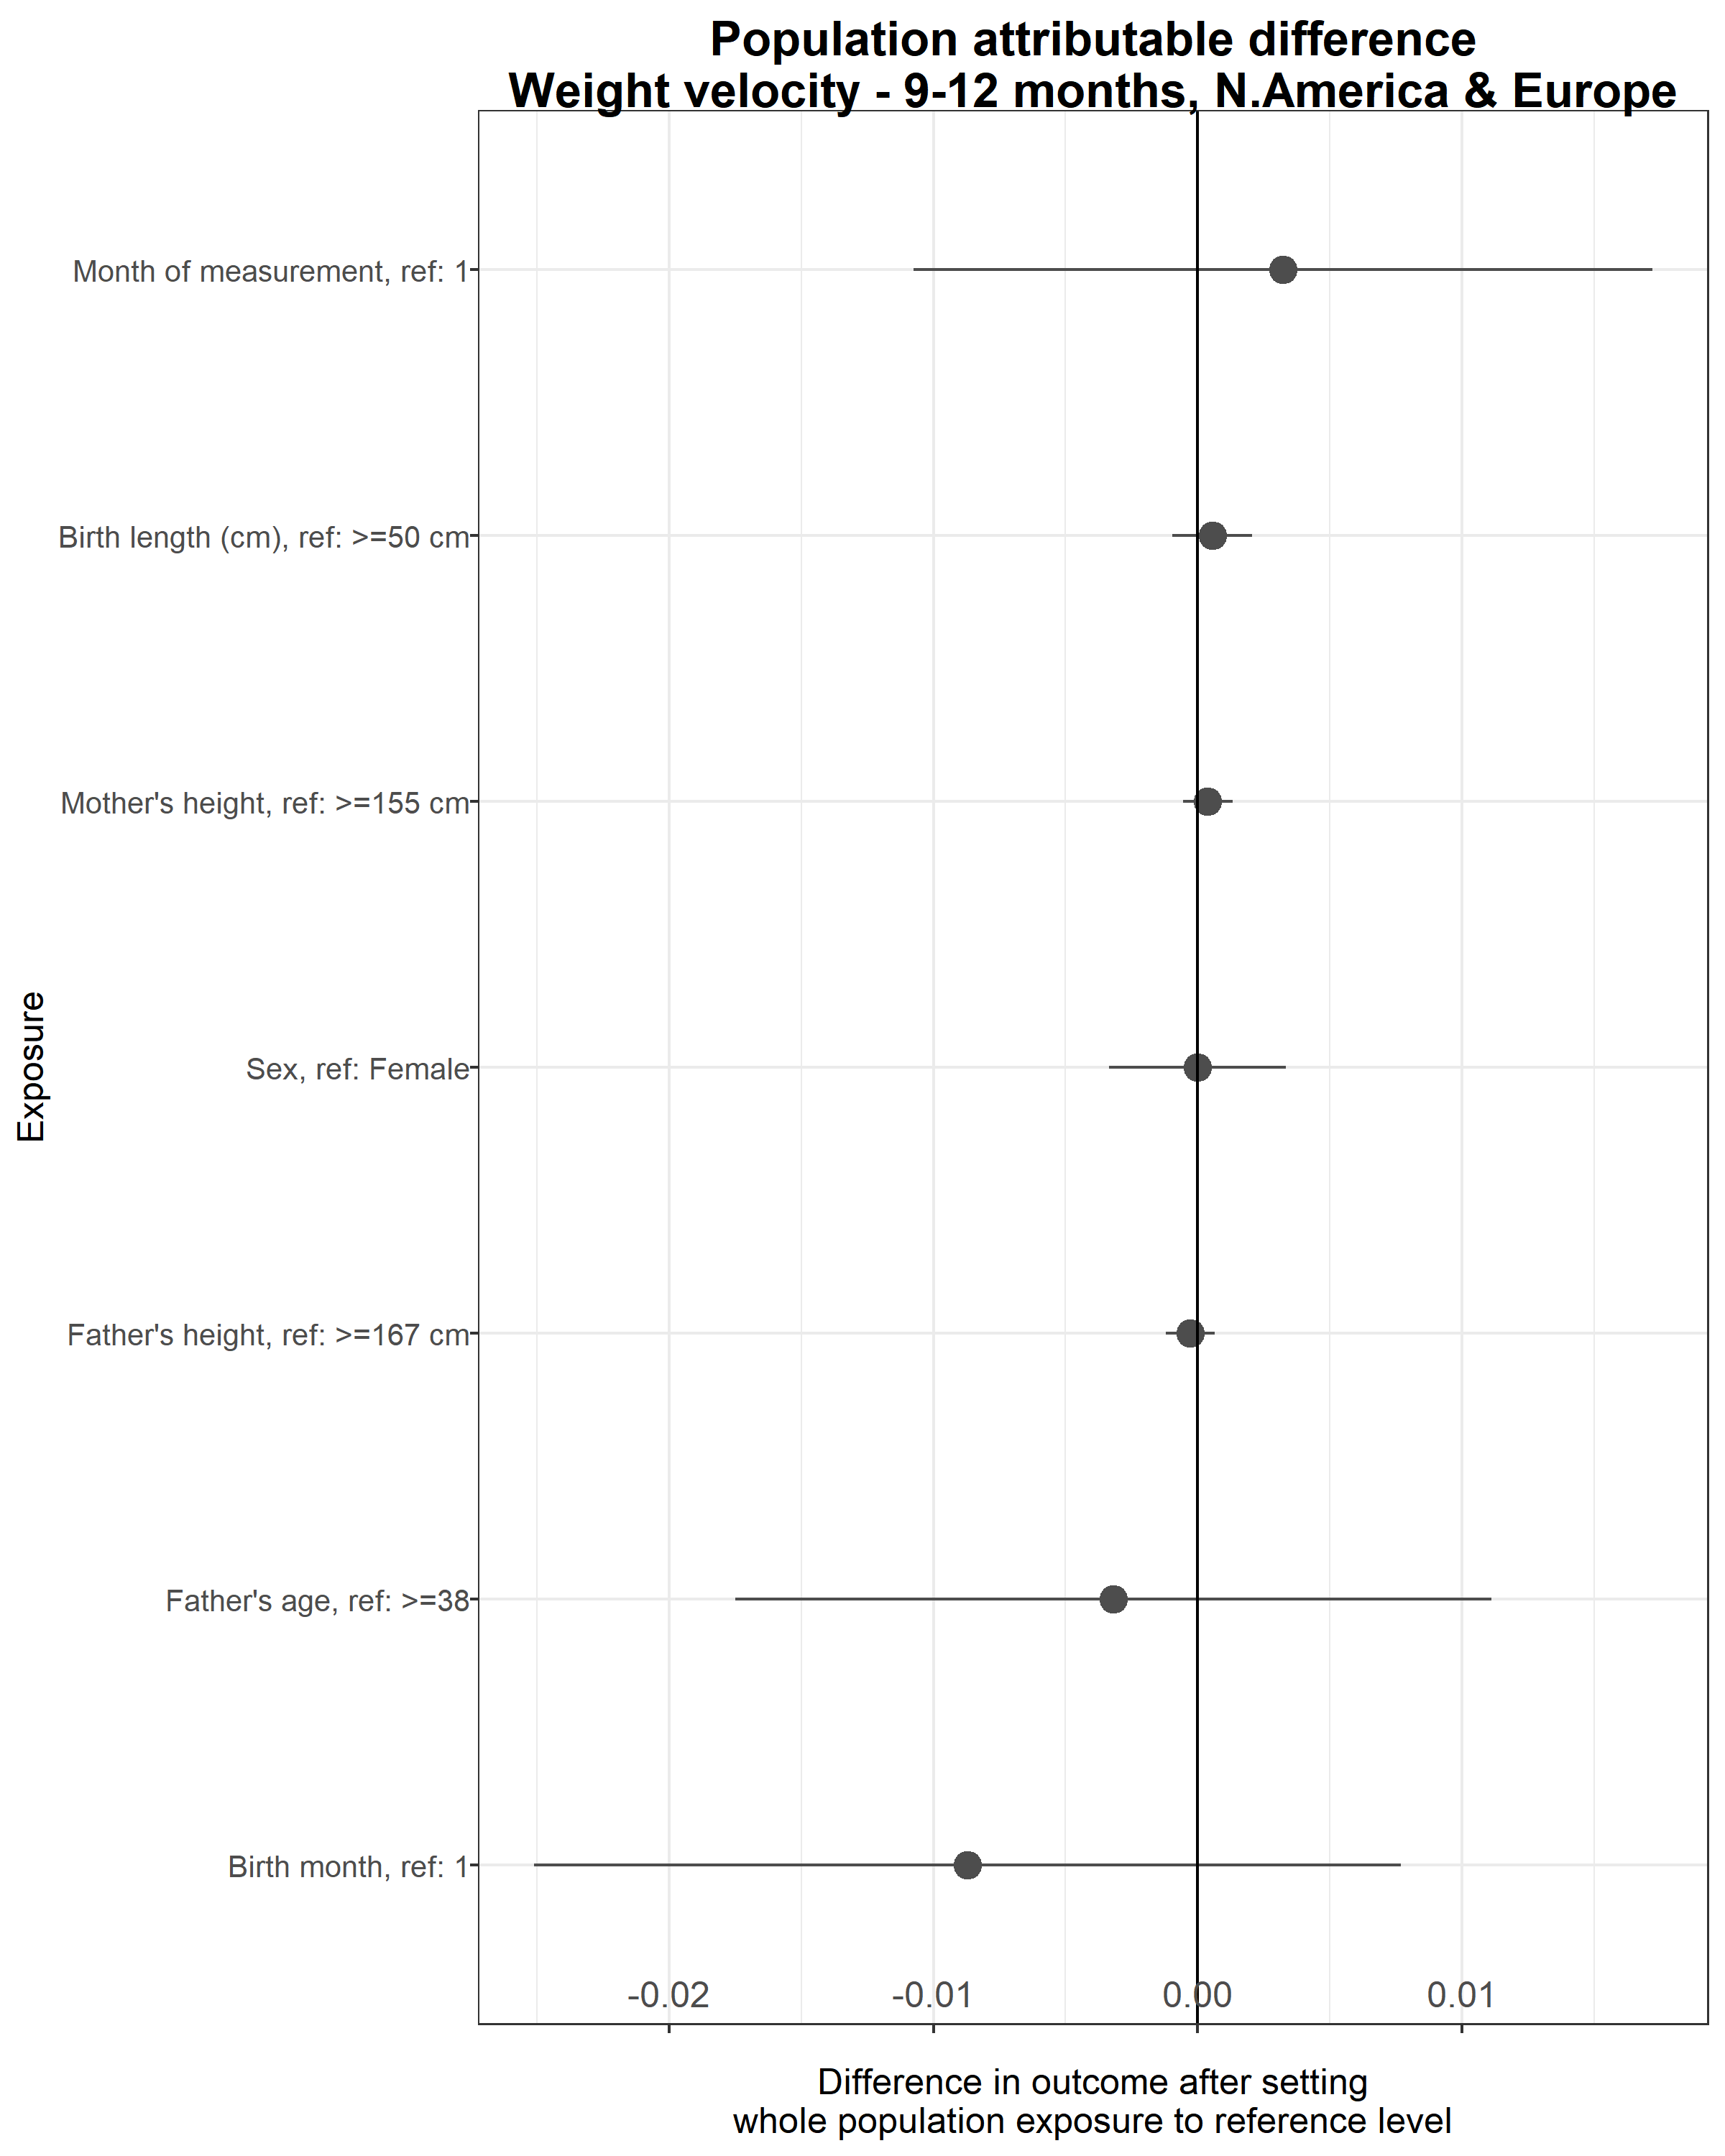 Population attributable difference
Weight velocity - 9-12 months, N.America & Europe
Month of measurement, ref: 1
Birth length (cm), ref: >=50 cm
Mother's height, ref: >=155 cm
Sex, ref: Female
Father's height, ref: >=167 cm
Father's age, ref: >=38
Birth month, ref: 1
Exposure
-0.02
-0.01
0.00
0.01
Difference in outcome after setting
whole population exposure to reference level